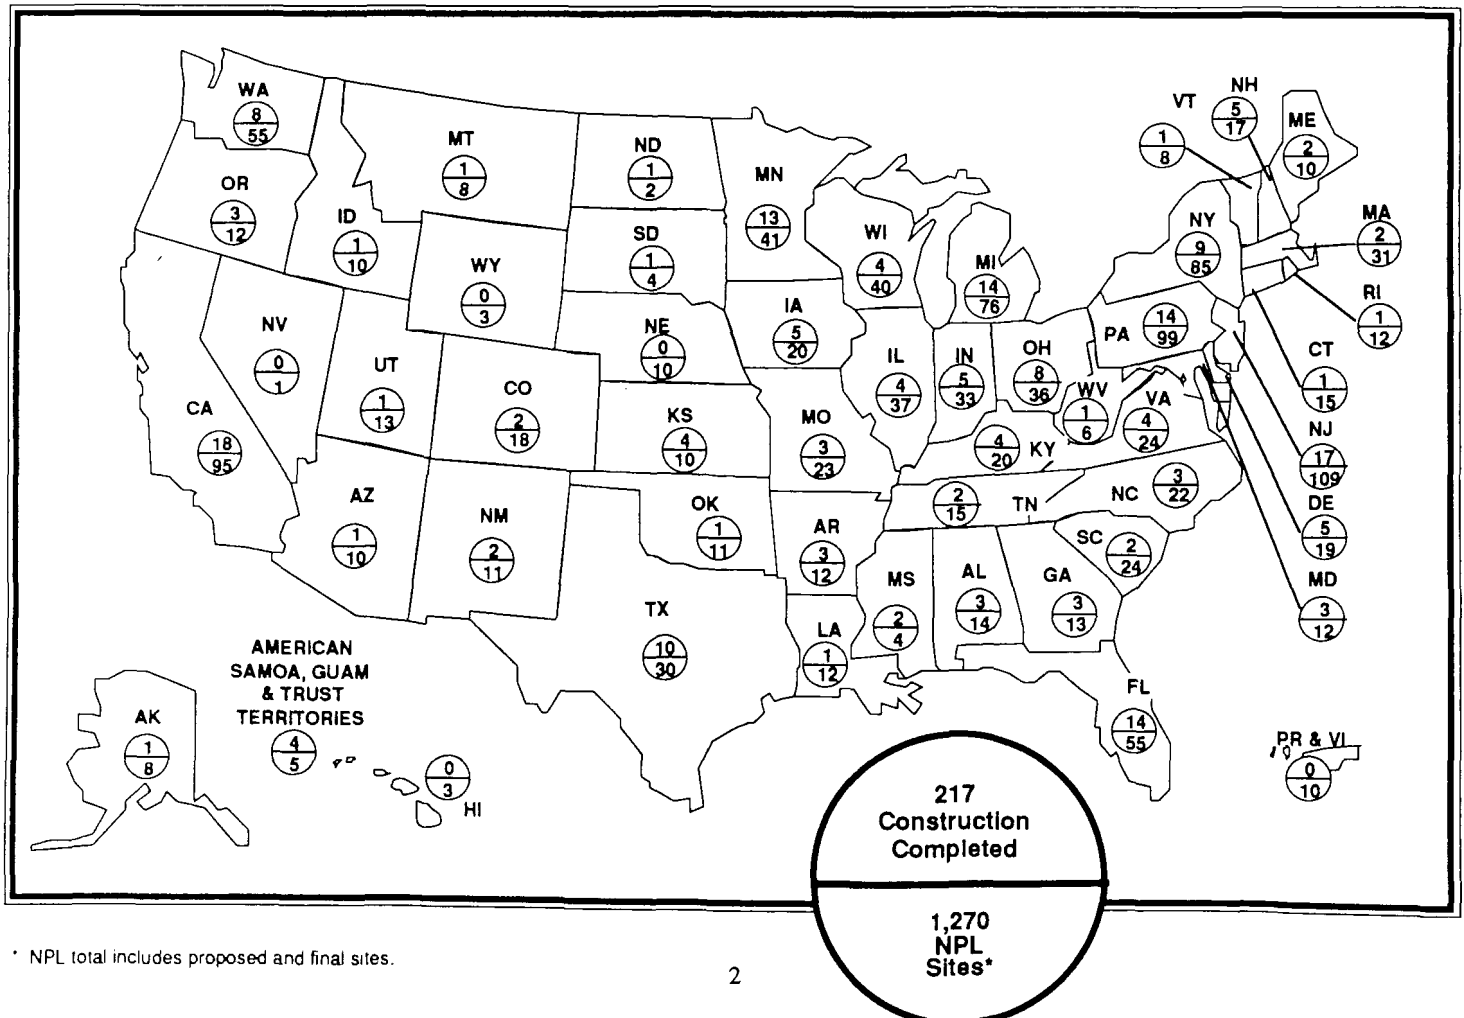 WA
8
55
OR
3
12
MT
1
8
ID
1
10
WY
0
3
ND
1
2
SD
1
4
NE
0
10
MN
13
41
WI
4
40
MI
14
76
IA
5
20
NV
0
1
UT
1
13
CO
2
18
CA
18
95
KS
4
10
MO
3
23
IL
4
37
IN
5
33
OH
8
36
WV
1
6
VA
4
24
KY
4
20
PA
14
99
NY
9
85
VT
1
8
NH
5
17
ME
2
10
MA
2
31
RI
1
12
CT
1
15
NJ
17
109
DE
5
19
MD
3
12
AZ
1
10
NM
2
11
OK
1
11
AR
3
12
TN
2
15
NC
3
22
SC
2
24
TX
10
30
LA
1
12
MS
2
4
AL
3
14
GA
3
13
FL
14
55
AK
1
8
AMERICAN
SAMOA, GUAM
& TRUST
TERRITORIES
4
5
0
3
HI
PR & VI
0
10
217
Construction
Completed
1,270
NPL
Sites*
* NPL total includes proposed and final sites.
2